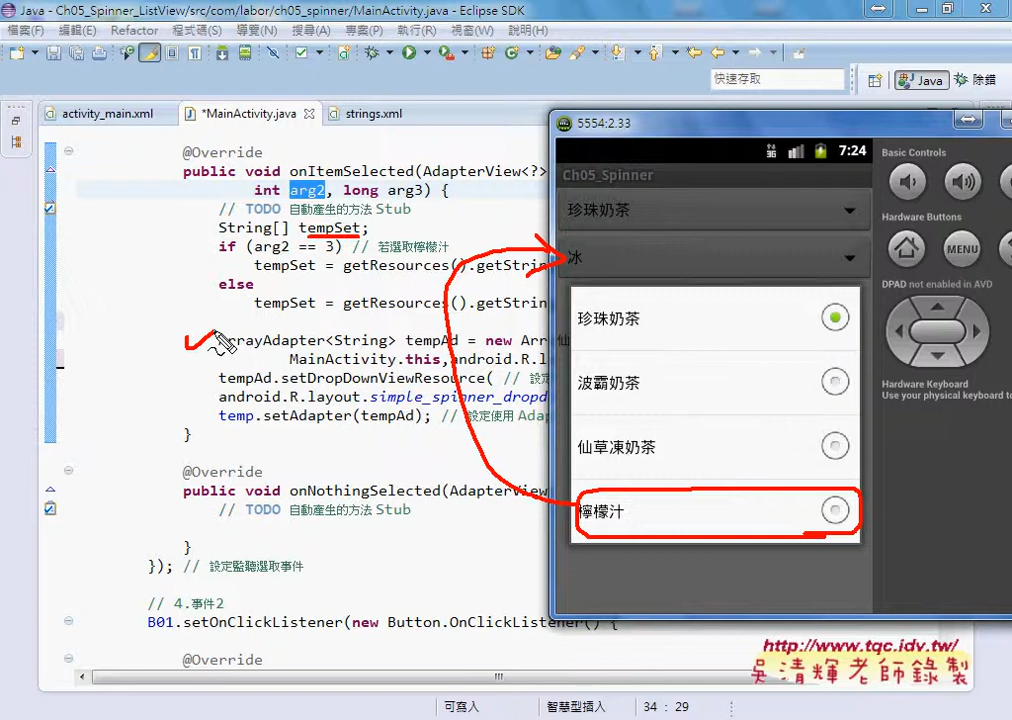 Java - Ch05_Spinner_ListView/src/com/labor/ch05_spinner/MainActivity.java - Eclipse SDK
檔案(F) 編輯(E) Refactor 程式碼(S) 導覽(N) 搜尋(A) 專案(P) 執行(R) 視窗(W) 說明(H)
快速存取
Java
除錯
activity_main.xml
*MainActivity.java
strings.xml
@Override
public void onItemSelected(AdapterView<?>
int arg2, long arg3) {
// TODO 自動產生的方法 Stub
String[] tempSet;
if (arg2 == 3) // 若選取檸檬汁
tempSet = getResources().getStrin
else
tempSet = getResources().getStrin
rrayAdapter<String> tempAd = new Arr
MainActivity.this,android.R.l
tempAd.setDropDownViewResource( // 設定
android.R.layout.simple_spinner_dropd
temp.setAdapter(tempAd); // 設定使用 Adap
}
@Override
public void onNothingSelected(AdapterView
// TODO 自動產生的方法 Stub
}
}); // 設定監聽選取事件
// 4.事件2
B01.setOnClickListener(new Button.OnClickListener() {
@Override
5554:2.33
7:24
Ch05_Spinner
珍珠奶茶
冰
珍珠奶茶
波霸奶茶
仙草凍奶茶
檸檬汁
Basic Controls
Hardware Buttons
MENU
DPAD not enabled in AVD
Hardware Keyboard
Use your physical keyboard to
http://www.tqc.idv.tw/
吳清輝老師錄製
可寫入
智慧型插入
34 : 29